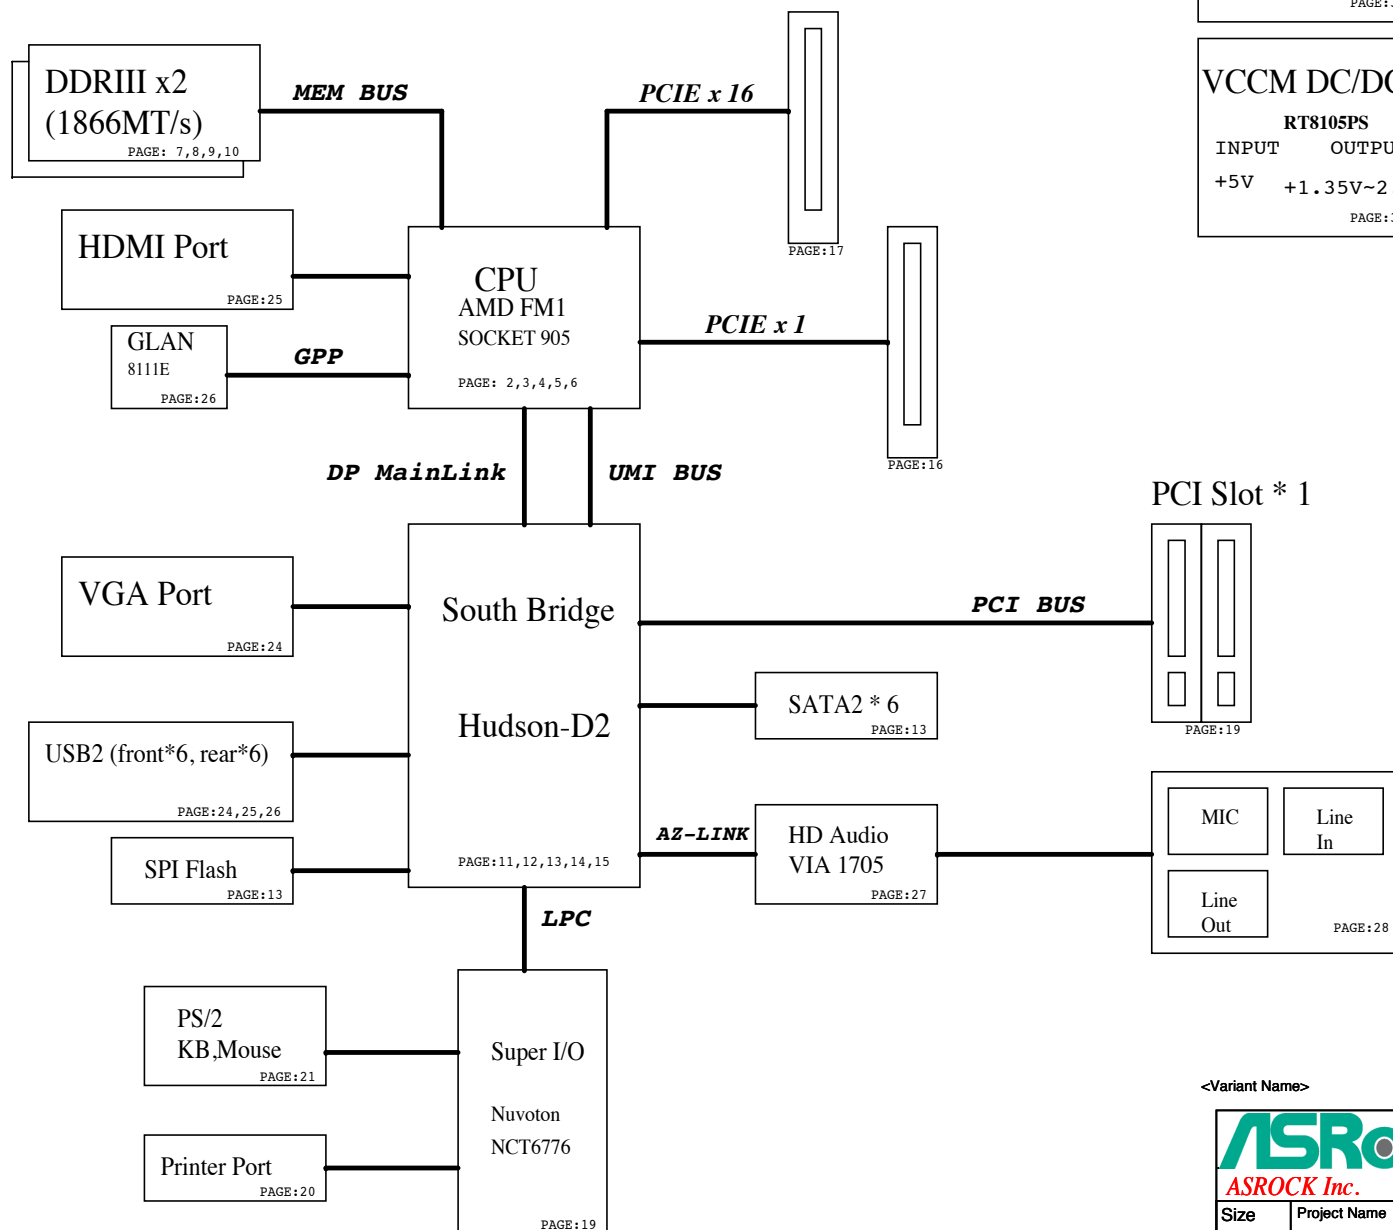 PAGE:3
DDRIII x2
(1866MT/s)
PAGE: 7,8,9,10
MEM BUS
PCIE x 16
PAGE:17
VCCM DC/DC
RT8105PS
INPUT OUTPU
+5V +1.35V~2
PAGE:3
HDMI Port
PAGE:25
CPU
AMD FM1
SOCKET 905
PAGE: 2,3,4,5,6
PCIE x 1
PAGE:16
GLAN
8111E
PAGE:26
GPP
DP MainLink
UMI BUS
PCI Slot * 1
PAGE:19
VGA Port
PAGE:24
South Bridge
Hudson-D2
PAGE:11,12,13,14,15
PCI BUS
SATA2 * 6
PAGE:13
USB2 (front*6, rear*6)
PAGE:24,25,26
SPI Flash
PAGE:13
AZ-LINK
HD Audio
VIA 1705
PAGE:27
MIC
Line
In
Line
Out
PAGE:28
LPC
PS/2
KB,Mouse
PAGE:21
Super I/O
Nuvoton
NCT6776
PAGE:19
Printer Port
PAGE:20
<Variant Name>
ASRo
ASROCK Inc.
Size Project Name